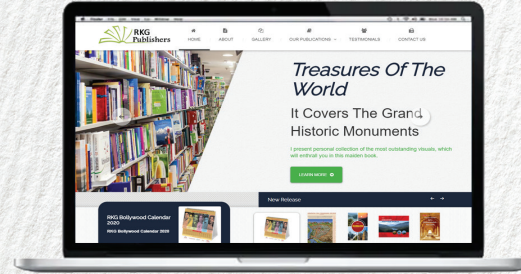 RKG
Publishers
HOME
ABOUT
GALLERY
OUR PUBLICATIONS
TESTIMONIALS
CONTACT US
Treasures Of The
World
It Covers The Grand
Historic Monuments
I present personal collection of the most outstanding visuals, which
will enthrall you in this maiden book.
LEARN MORE
New Release
RKG Bollywood Calendar
2020
RKG Bollywood Calendar 2020